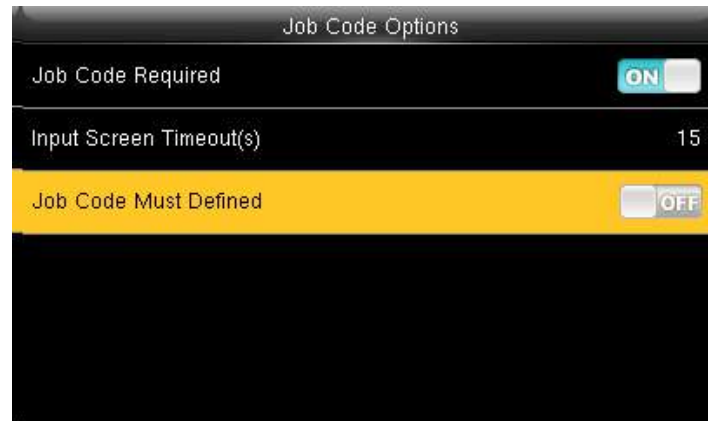 Job Code Options
Job Code Required ON
Input Screen Timeout(s) 15
Job Code Must Defined OFF